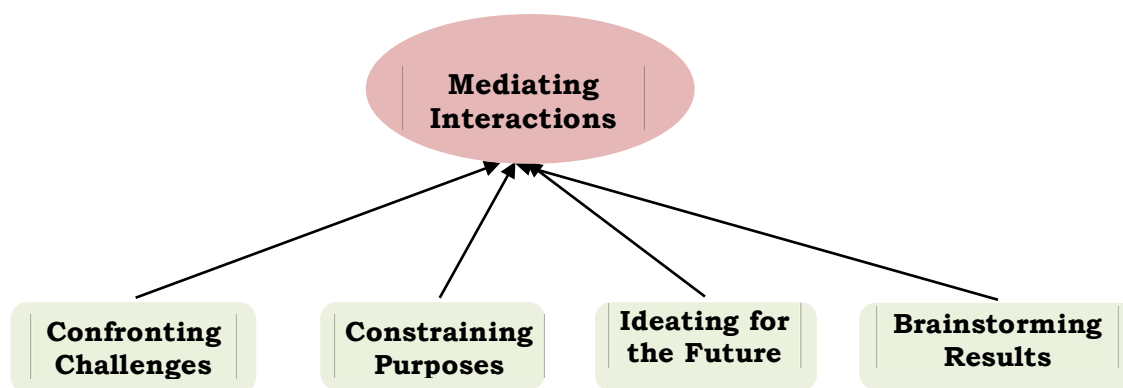 Mediating
Interactions
Confronting
Challenges
Constraining
Purposes
Ideating for
the Future
Brainstorming
Results